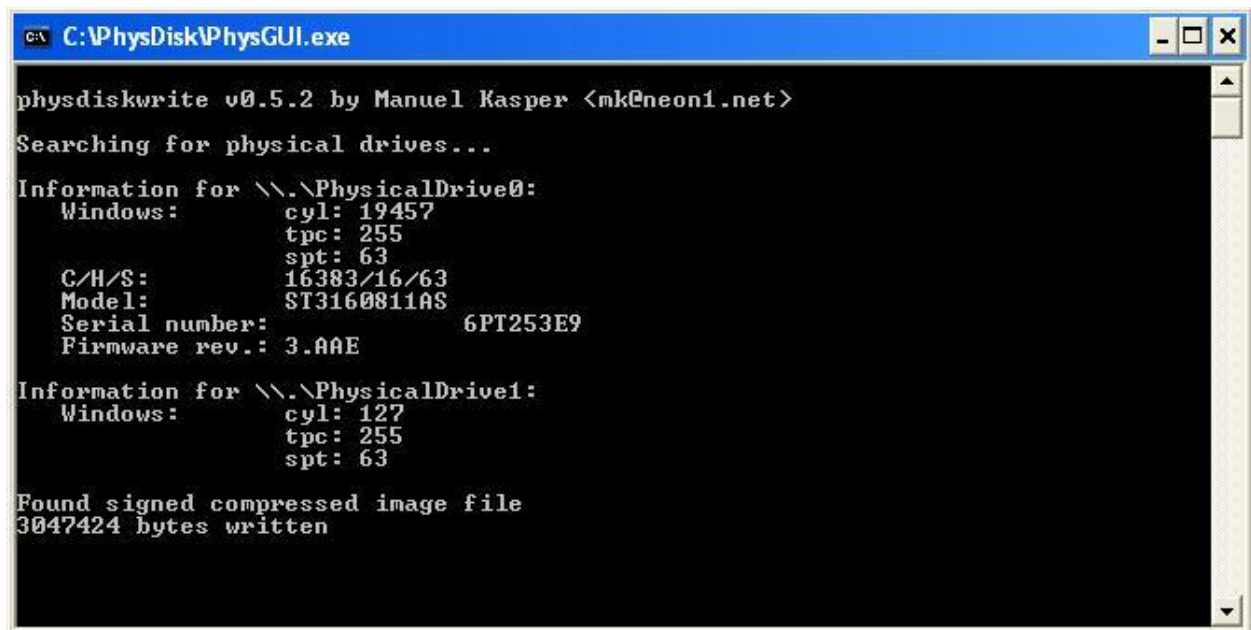 C:\PhysDisk\PhysGUI.exe
physdiskwrite v0.5.2 by Manuel Kasper <mk@neon1.net>
Searching for physical drives...
Information for \\.\PhysicalDrive0:
Windows: cyl: 19457
tpc: 255
spt: 63
C/H/S: 16383/16/63
Model: ST3160811AS
Serial number: 6PT253E9
Firmware rev.: 3.AAE
Information for \\.\PhysicalDrive1:
Windows: cyl: 127
tpc: 255
spt: 63
Found signed compressed image file
3047424 bytes written